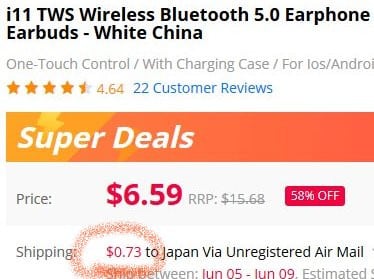 i11 TWS Wireless Bluetooth 5.0 Earphone
Earbuds - White China
One-Touch Control / With Charging Case / For Ios/Androi
4.64 22 Customer Reviews
Super Deals
Price: $6.59 RRP: $15.68 58% OFF
Shipping: $0.73 to Japan Via Unregistered Air Mail
Ship between: Jun 05 - Jun 09, Estimated S